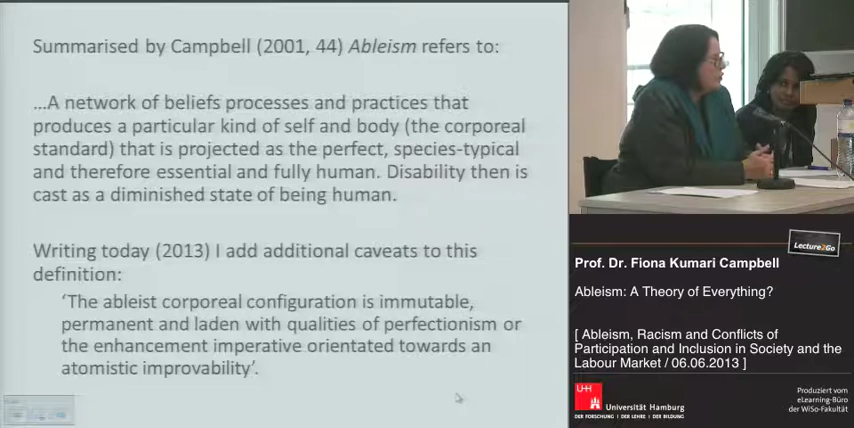 Summarised by Campbell (2001, 44) Ableism refers to:
...A network of beliefs processes and practices that
produces a particular kind of self and body (the corporeal
standard) that is projected as the perfect, species-typical
and therefore essential and fully human. Disability then is
cast as a diminished state of being human.
Writing today (2013) I add additional caveats to this
definition:
'The ableist corporeal configuration is immutable,
permanent and laden with qualities of perfectionism or
the enhancement imperative orientated towards an
atomistic improvability'.
Lecture2Go
Prof. Dr. Fiona Kumari Campbell
Ableism: A Theory of Everything?
[ Ableism, Racism and Conflicts of
Participation and Inclusion in Society and the
Labour Market / 06.06.2013 ]
UH
Universität Hamburg
DER FORSCHUNG | DER LEHRE | DER BILDUNG
Produziert vom
eLearning-Büro
der WiSo-Fakultät